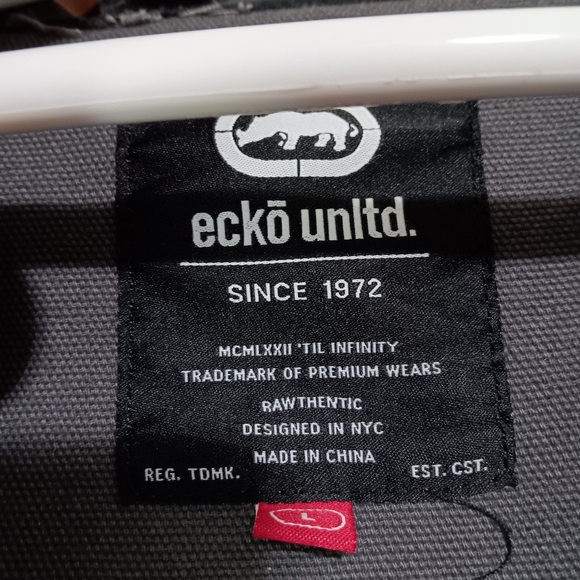 eckō unltd.
SINCE 1972
MCMLXXII 'TIL INFINITY
TRADEMARK OF PREMIUM WEARS
RAWTHENTIC
DESIGNED IN NYC
MADE IN CHINA
REG. TDMK. EST. CST.
L